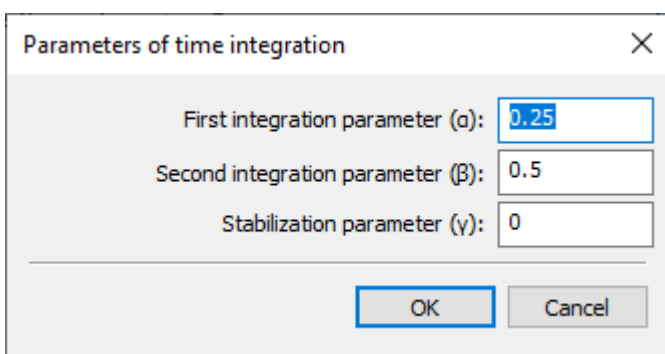 Parameters of time integration
First integration parameter (α): 0.25
Second integration parameter (β): 0.5
Stabilization parameter (γ): 0
OK Cancel